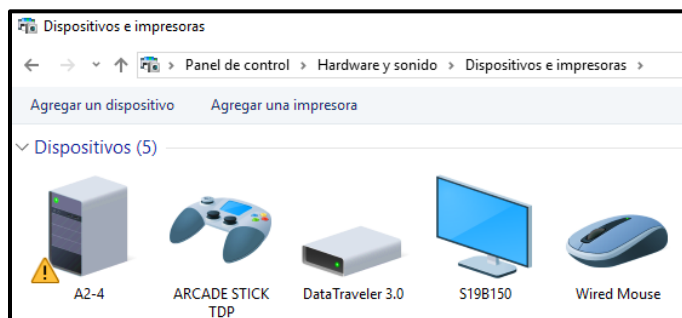 Dispositivos e impresoras
Panel de control > Hardware y sonido > Dispositivos e impresoras >
Agregar un dispositivo Agregar una impresora
Dispositivos (5)
A2-4 ARCADE STICK DataTraveler 3.0 S19B150 Wired Mouse
TDP